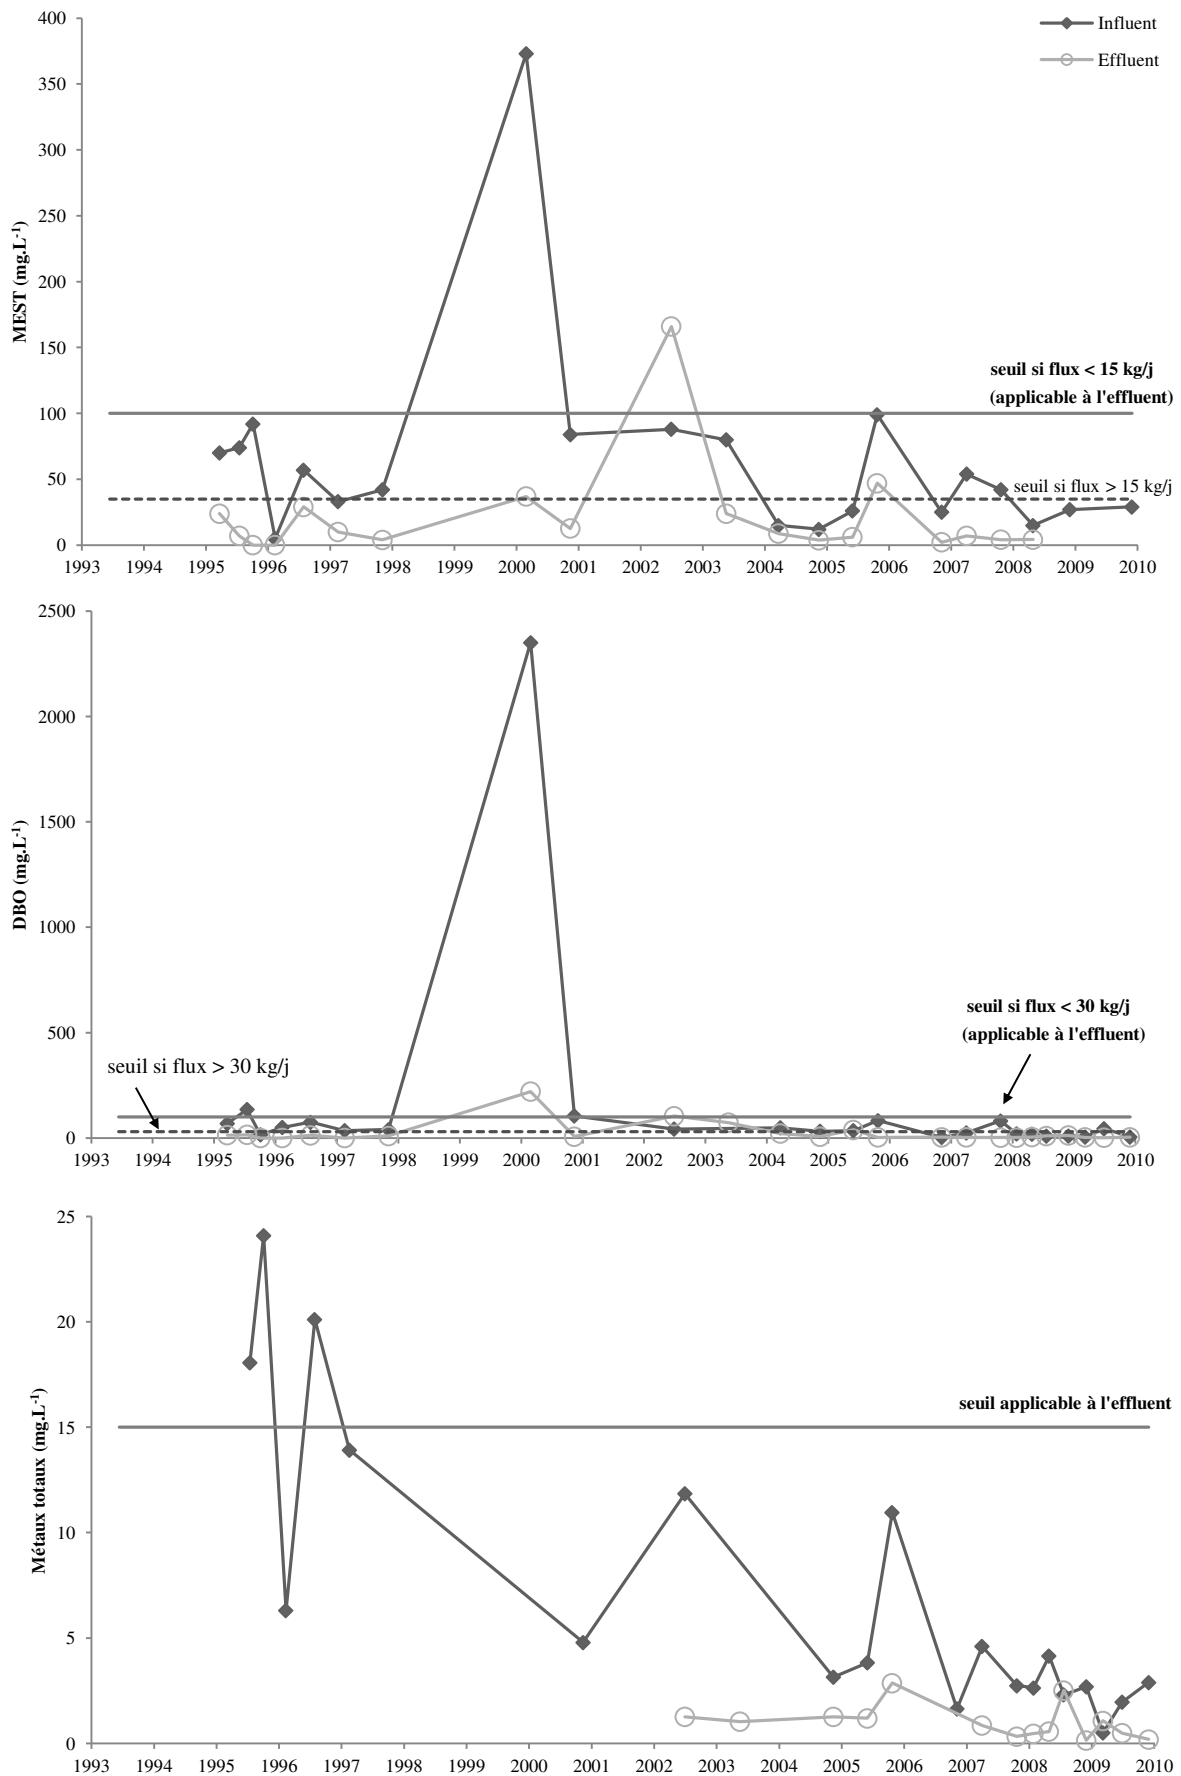 400
Influent
Effluent
350
300
250
200
150
100
50
0
MEST (mg.L-1)
seuil si flux < 15 kg/j
(applicable à l'effluent)
seuil si flux > 15 kg/j
1993 1994 1995 1996 1997 1998 1999 2000 2001 2002 2003 2004 2005 2006 2007 2008 2009 2010
2500
2000
1500
1000
500
0
DBO (mg.L-1)
seuil si flux < 30 kg/j
(applicable à l'effluent)
seuil si flux > 30 kg/j
1993 1994 1995 1996 1997 1998 1999 2000 2001 2002 2003 2004 2005 2006 2007 2008 2009 2010
25
20
15
10
5
0
Métaux totaux (mg.L-1)
seuil applicable à l'effluent
1993 1994 1995 1996 1997 1998 1999 2000 2001 2002 2003 2004 2005 2006 2007 2008 2009 2010